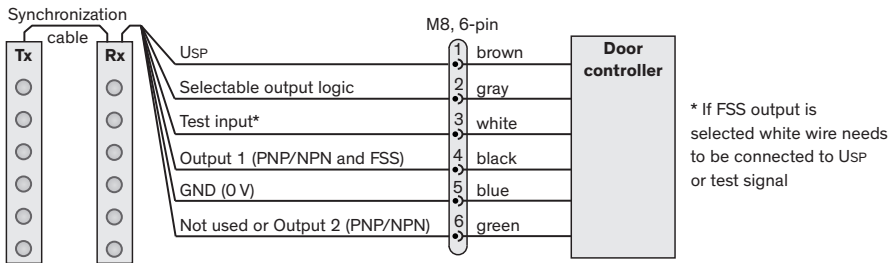 Synchronization
cable
M8, 6-pin
Tx
Rx
USP
1 brown
Selectable output logic
2 gray
Test input*
3 white
Output 1 (PNP/NPN and FSS)
4 black
GND (0 V)
5 blue
Not used or Output 2 (PNP/NPN)
6 green
Door
controller
* If FSS output is
selected white wire needs
to be connected to USP
or test signal